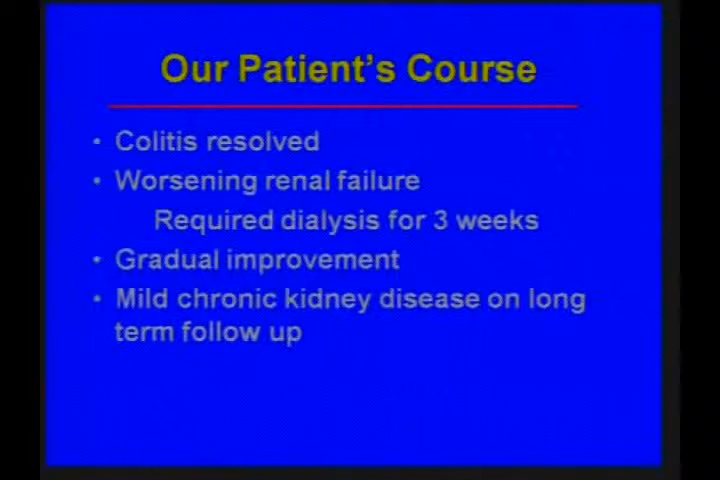 Our Patient's Course
• Colitis resolved
• Worsening renal failure
Required dialysis for 3 weeks
• Gradual improvement
• Mild chronic kidney disease on long
term follow up